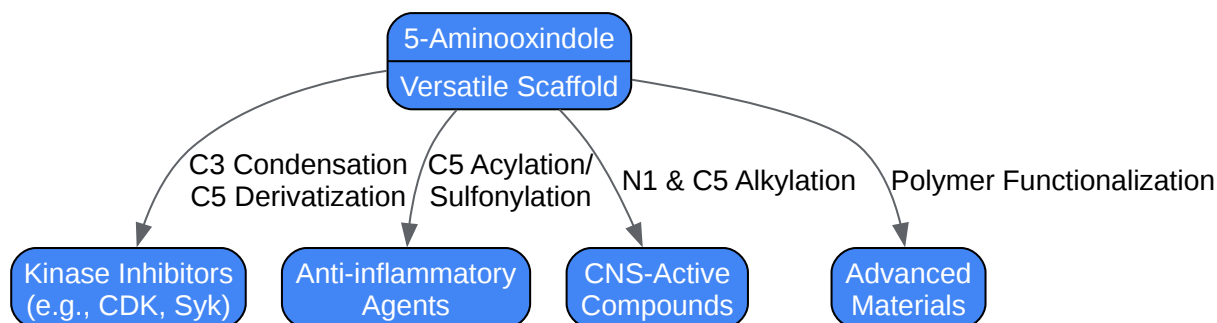 5-Aminooxindole
Versatile Scaffold
C3 Condensation
C5 Derivatization
C5 Acylation/
Sulfonylation
N1 & C5 Alkylation
Polymer Functionalization
Kinase Inhibitors
(e.g., CDK, Syk)
Anti-inflammatory
Agents
CNS-Active
Compounds
Advanced
Materials